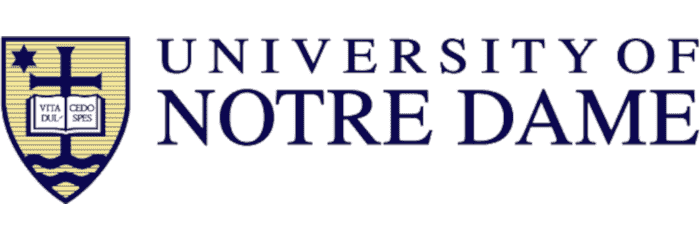 UNIVERSITY OF
NOTRE DAME
VITA CEDO
DUL- SPES